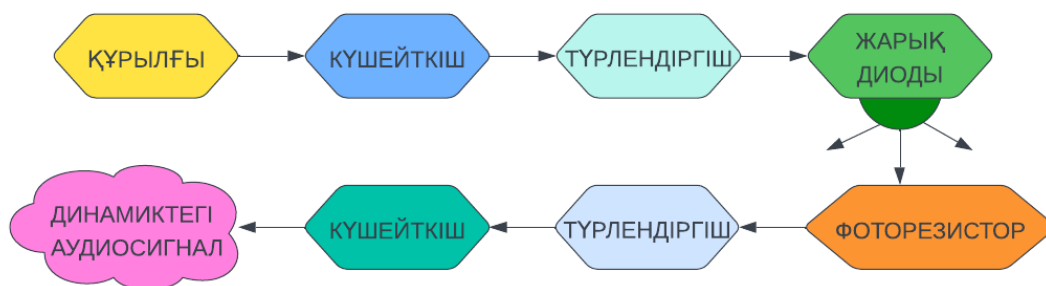 ҚҰРЫЛҒЫ
КҮШЕЙТКІШ
ТҮРЛЕНДІРГІШ
ЖАРЫҚ
ДИОДЫ
ДИНАМИКТЕГІ
АУДИОСИГНАЛ
КҮШЕЙТКІШ
ТҮРЛЕНДІРГІШ
ФОТОРЕЗИСТОР